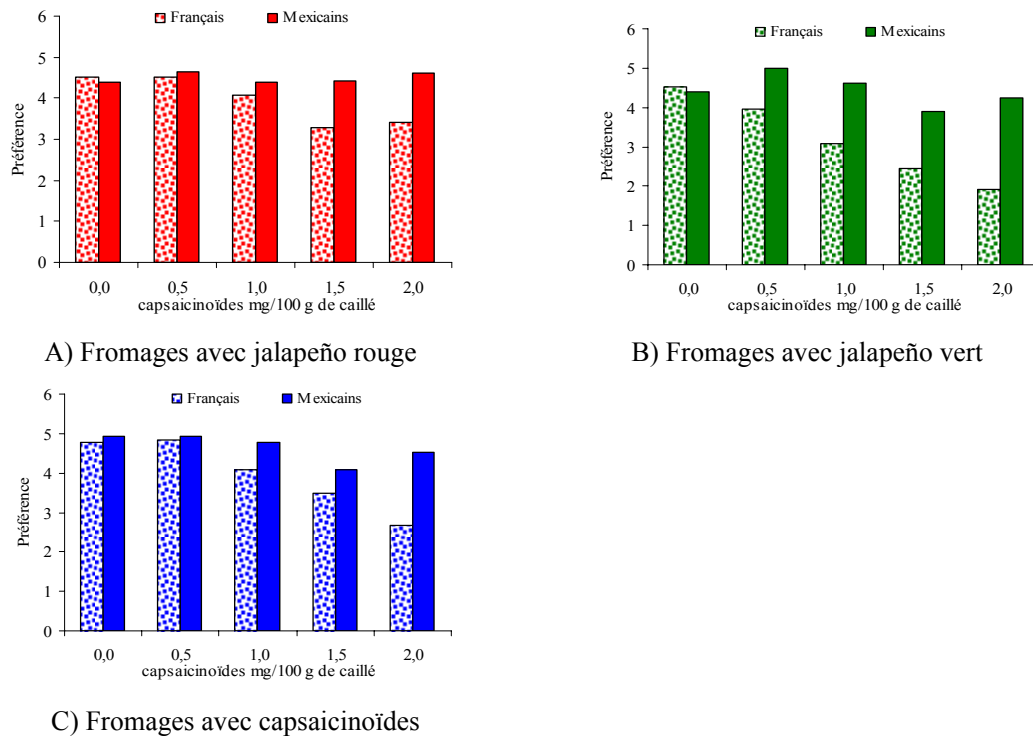 Français Mexicains
6
5
4
3
2
1
0
Préférence
0,0 0,5 1,0 1,5 2,0
capsaicinoïdes mg/100 g de caillé
A) Fromages avec jalapeño rouge
Français Mexicains
6
5
4
3
2
1
0
Préférence
0,0 0,5 1,0 1,5 2,0
capsaicinoïdes mg/100 g de caillé
B) Fromages avec jalapeño vert
Français Mexicains
6
5
4
3
2
1
0
Préférence
0,0 0,5 1,0 1,5 2,0
capsaicinoïdes mg/100 g de caillé
C) Fromages avec capsaicinoïdes